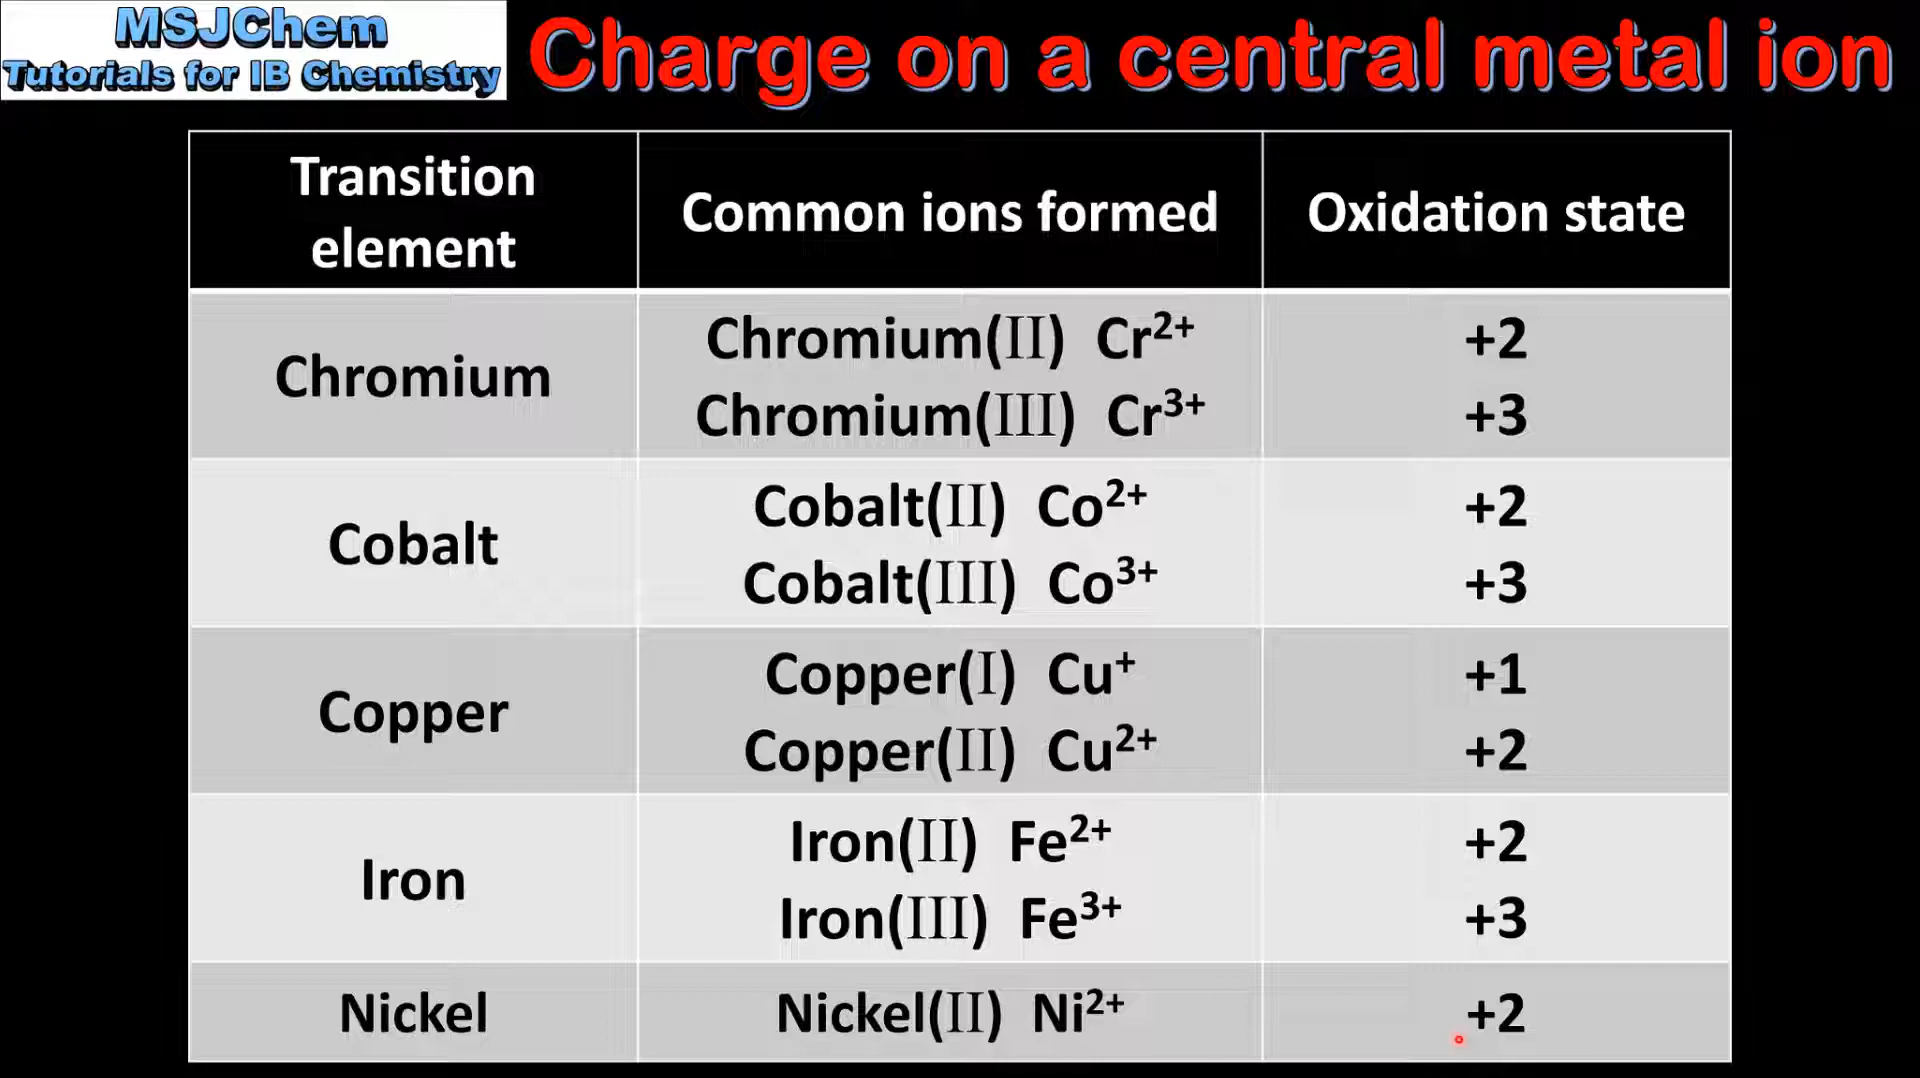 MSJChem
Tutorials for IB Chemistry
Charge on a central metal ion
Transition
element
Common ions formed
Oxidation state
Chromium
Chromium(II) Cr²⁺
+2
Chromium(III) Cr³⁺
+3
Cobalt
Cobalt(II) Co²⁺
+2
Cobalt(III) Co³⁺
+3
Copper
Copper(I) Cu⁺
+1
Copper(II) Cu²⁺
+2
Iron
Iron(II) Fe²⁺
+2
Iron(III) Fe³⁺
+3
Nickel
Nickel(II) Ni²⁺
+2